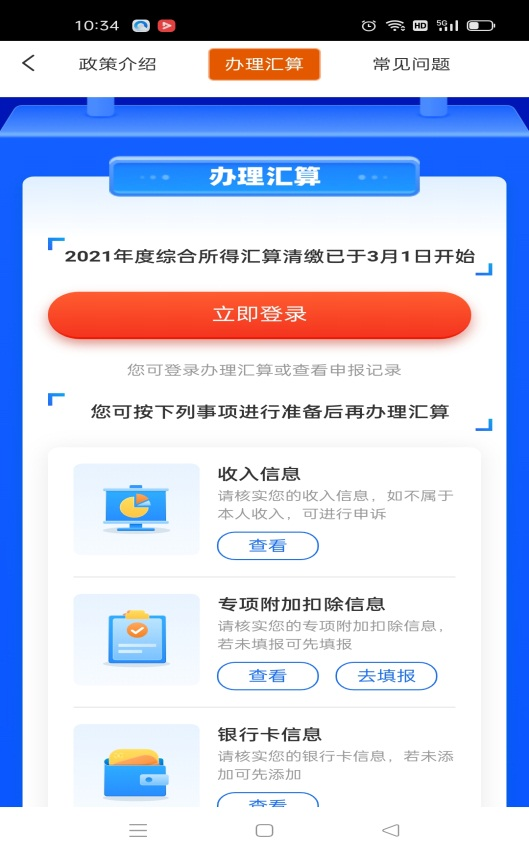 10:34
HD 5G
政策介绍 办理汇算 常见问题
办理汇算
2021年度综合所得汇算清缴已于3月1日开始
立即登录
您可登录办理汇算或查看申报记录
您可按下列事项进行准备后再办理汇算
收入信息
请核实您的收入信息，如不属于
本人收入，可进行申诉
查看
专项附加扣除信息
请核实您的专项附加扣除信息，
若未填报可先填报
查看 去填报
银行卡信息
请核实您的银行卡信息，若未添
加可先添加
查看